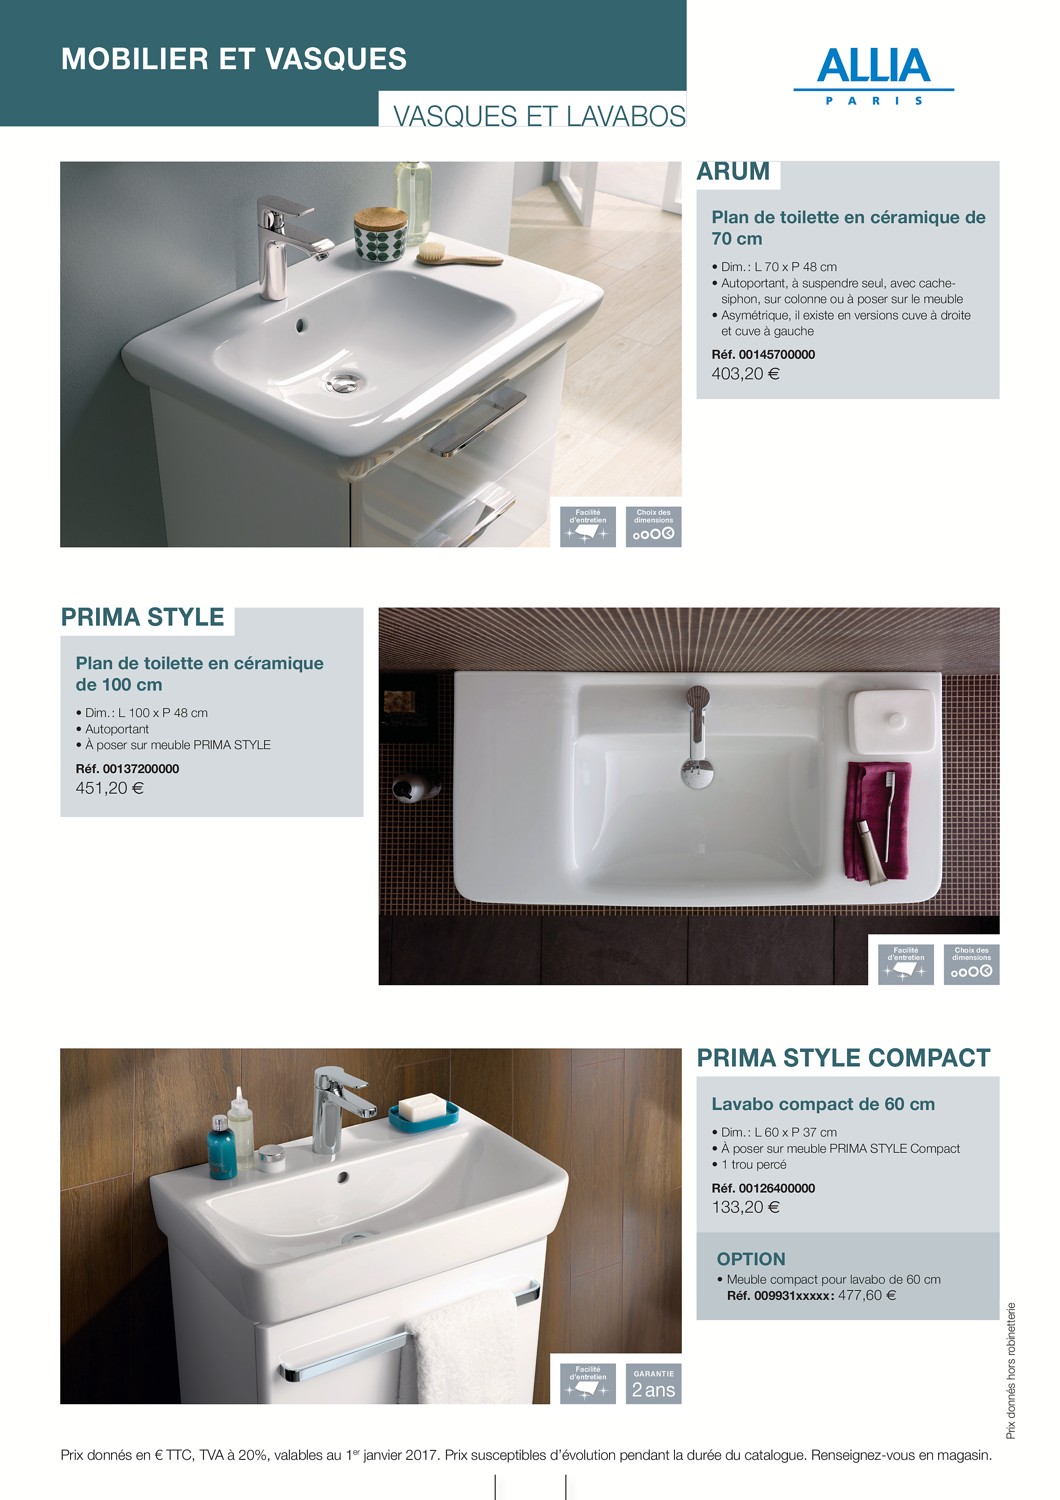 MOBILIER ET VASQUES
VASQUES ET LAVABOS
ALLIA
PARIS
ARUM
Plan de toilette en céramique de
70 cm
• Dim. : L 70 x P 48 cm
• Autoportant, à suspendre seul, avec cache-
siphon, sur colonne ou à poser sur le meuble
• Asymétrique, il existe en versions cuve à droite
et cuve à gauche
Réf. 00145700000
403,20 €
Facilité
d'entretien
Choix des
dimensions
PRIMA STYLE
Plan de toilette en céramique
de 100 cm
• Dim. : L 100 x P 48 cm
• Autoportant
• À poser sur meuble PRIMA STYLE
Réf. 00137200000
451,20 €
Facilité
d'entretien
Choix des
dimensions
PRIMA STYLE COMPACT
Lavabo compact de 60 cm
• Dim. : L 60 x P 37 cm
• À poser sur meuble PRIMA STYLE Compact
• 1 trou percé
Réf. 00126400000
133,20 €
OPTION
• Meuble compact pour lavabo de 60 cm
Réf. 009931xxxxx : 477,60 €
Facilité
d'entretien
GARANTIE
2 ans
Prix donnés hors robinetterie
Prix donnés en € TTC, TVA à 20%, valables au 1er janvier 2017. Prix susceptibles d'évolution pendant la durée du catalogue. Renseignez-vous en magasin.